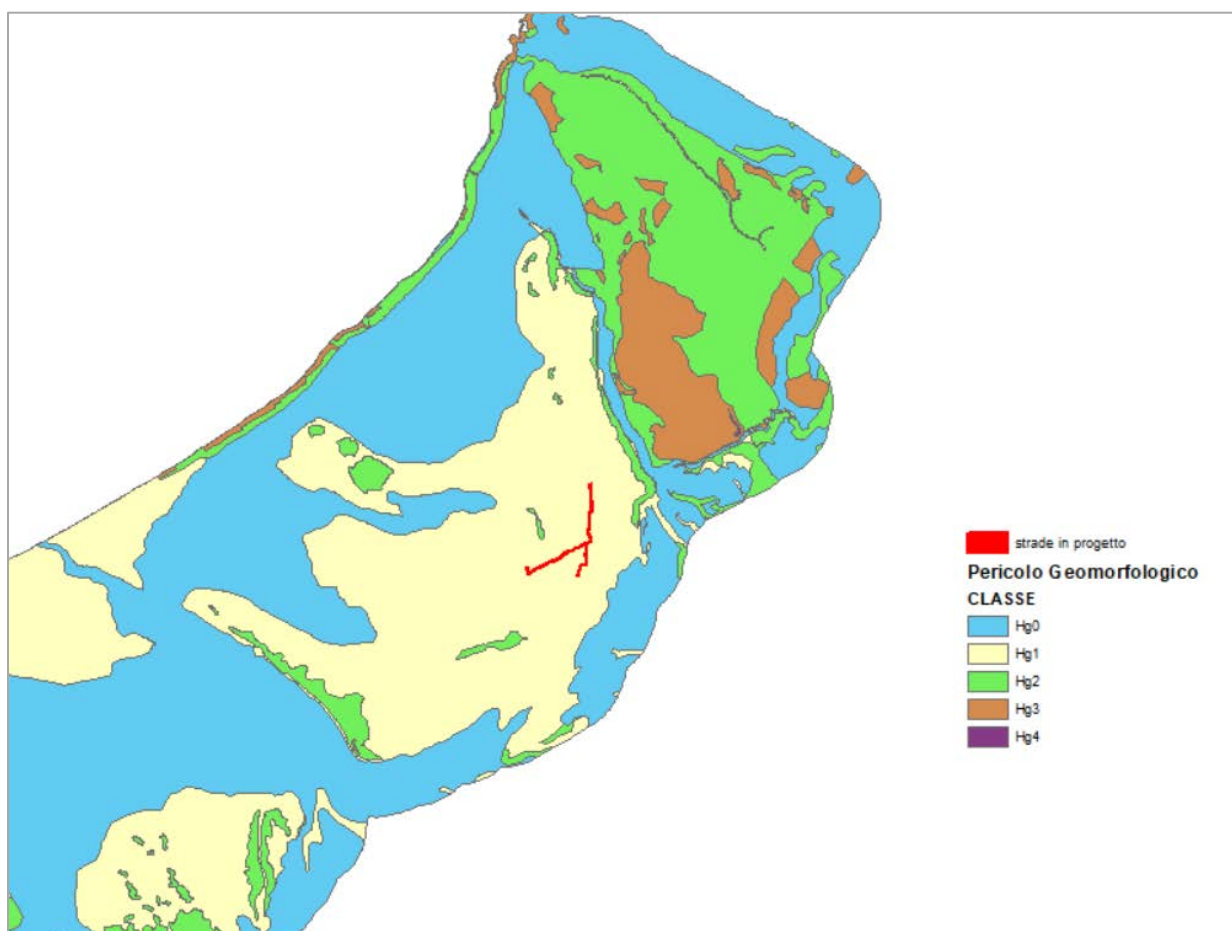 strade in progetto
Pericolo Geomorfologico
CLASSE
Hg0
Hg1
Hg2
Hg3
Hg4